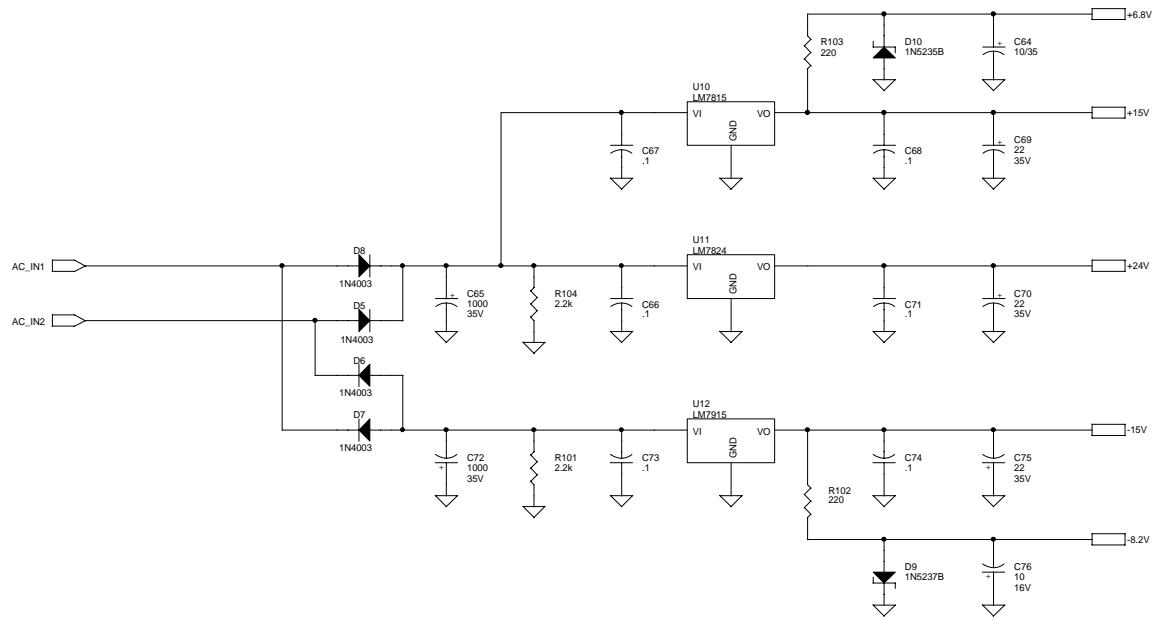 +6.8V
R103
220
D10
1N5235B
C64
10/35
+
U10
LM7815
VI
VO
GND
+15V
C67
.1
C68
.1
C69
22
35V
+
AC_IN1
D8
1N4003
U11
LM7824
VI
VO
GND
+24V
C65
1000
35V
+
R104
2.2k
C66
.1
C71
.1
C70
22
35V
+
AC_IN2
D5
1N4003
D6
1N4003
D7
1N4003
U12
LM7915
VI
VO
GND
-15V
C72
1000
35V
+
R101
2.2k
C73
.1
C74
.1
C75
22
35V
+
R102
220
-8.2V
D9
1N5237B
C76
10
16V
+